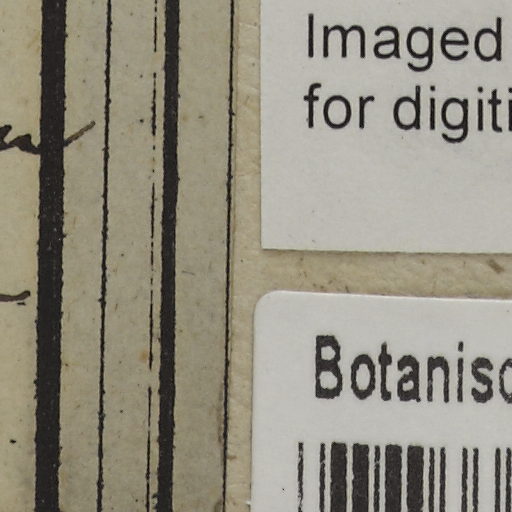 Imaged
for digiti
Botanisc